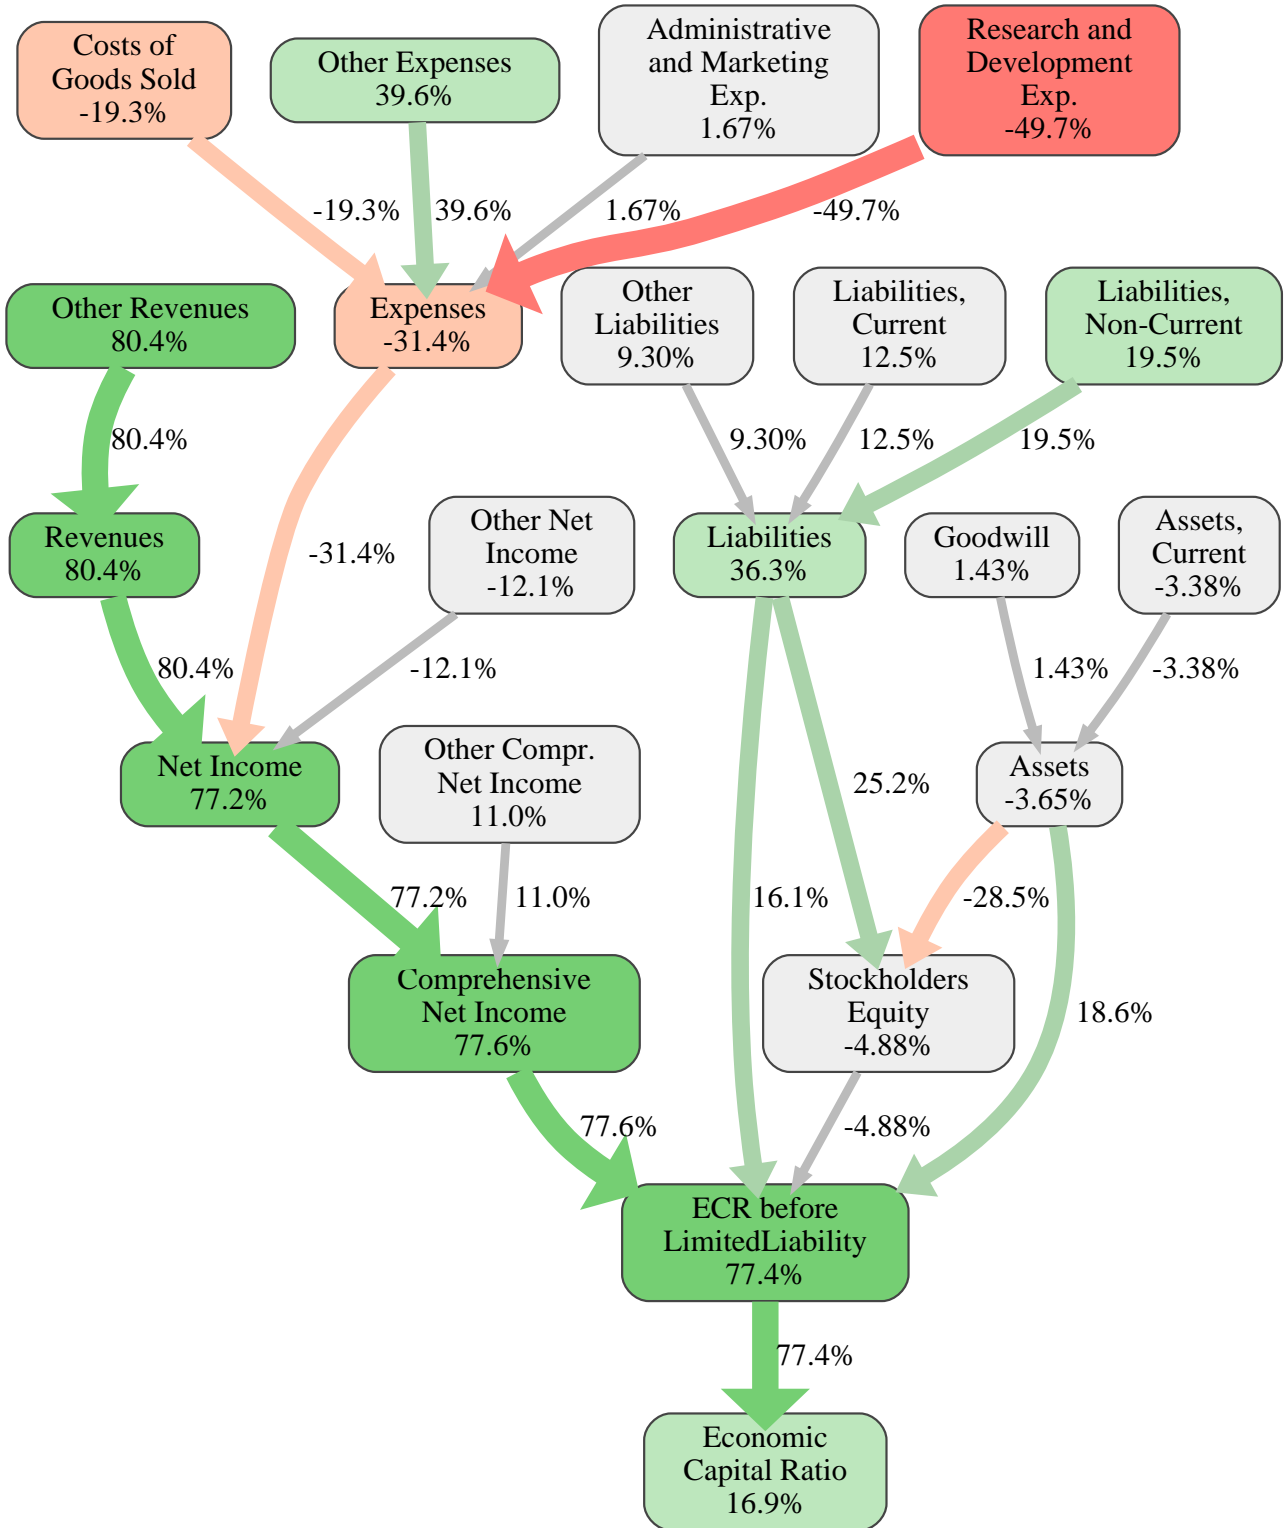 Costs of
Goods Sold
-19.3%
Other Expenses
39.6%
Administrative
and Marketing
Exp.
1.67%
Research and
Development
Exp.
-49.7%
-19.3%
39.6%
1.67%
-49.7%
Other Revenues
80.4%
Expenses
-31.4%
Other
Liabilities
9.30%
Liabilities,
Current
12.5%
Liabilities,
Non-Current
19.5%
80.4%
9.30%
12.5%
19.5%
Revenues
80.4%
-31.4%
Other Net
Income
-12.1%
Liabilities
36.3%
Goodwill
1.43%
Assets,
Current
-3.38%
80.4%
-12.1%
1.43%
-3.38%
Net Income
77.2%
Other Compr.
Net Income
11.0%
25.2%
Assets
-3.65%
77.2%
11.0%
16.1%
-28.5%
Comprehensive
Net Income
77.6%
Stockholders
Equity
-4.88%
18.6%
77.6%
-4.88%
ECR before
LimitedLiability
77.4%
77.4%
Economic
Capital Ratio
16.9%